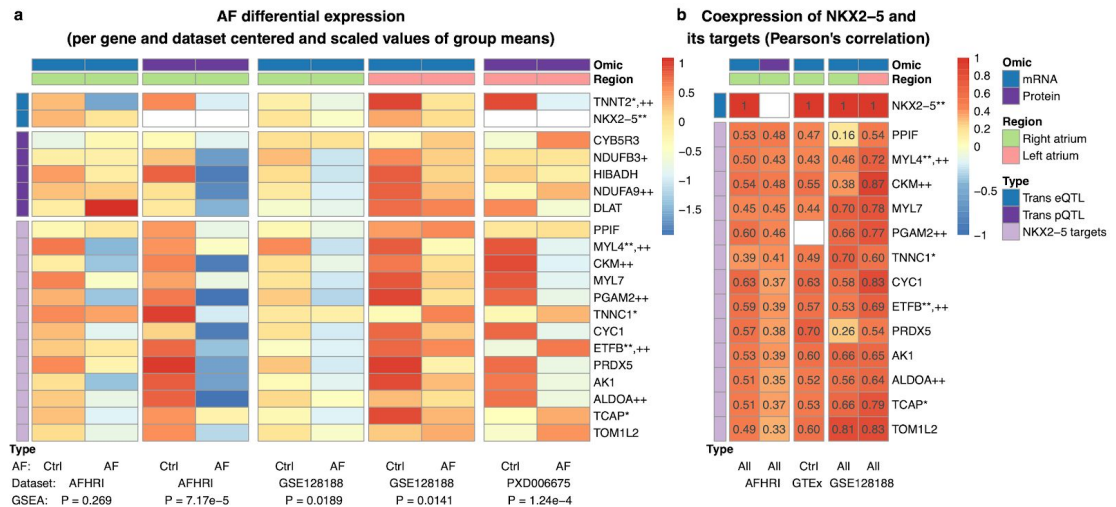 a
AF differential expression
(per gene and dataset centered and scaled values of group means)
Omic
Region
TNNT2*,++
NKX2−5**
CYB5R3
NDUFB3+
HIBADH
NDUFA9++
DLAT
PPIF
MYL4**,++
CKM++
MYL7
PGAM2++
TNNC1*
CYC1
ETFB**,++
PRDX5
AK1
ALDOA++
TCAP*
TOM1L2
Type
AF: Ctrl AF Ctrl AF Ctrl AF Ctrl AF Ctrl AF
Dataset: AFHRI AFHRI GSE128188 GSE128188 PXD006675
GSEA: P = 0.269 P = 7.17e−5 P = 0.0189 P = 0.0141 P = 1.24e−4
1
0.5
0
−0.5
−1
−1.5
b
Coexpression of NKX2−5 and
its targets (Pearson's correlation)
Omic
Region
1 1 1 1 NKX2−5**
0.53 0.48 0.47 0.16 0.54 PPIF
0.50 0.43 0.43 0.46 0.72 MYL4**,++
0.54 0.48 0.55 0.38 0.87 CKM++
0.45 0.45 0.44 0.70 0.78 MYL7
0.60 0.46 0.66 0.77 PGAM2++
0.39 0.41 0.49 0.70 0.60 TNNC1*
0.63 0.37 0.63 0.58 0.83 CYC1
0.59 0.39 0.57 0.53 0.69 ETFB**,++
0.57 0.38 0.70 0.26 0.54 PRDX5
0.53 0.39 0.60 0.66 0.65 AK1
0.51 0.35 0.52 0.56 0.64 ALDOA++
0.51 0.37 0.53 0.66 0.79 TCAP*
0.49 0.33 0.60 0.81 0.83 TOM1L2
Type
All All Ctrl All All
AFHRI GTEx GSE128188
1
0.8
0.6
0.4
0.2
0
−0.5
−1
Omic
mRNA
Protein
Region
Right atrium
Left atrium
Type
Trans eQTL
Trans pQTL
NKX2−5 targets